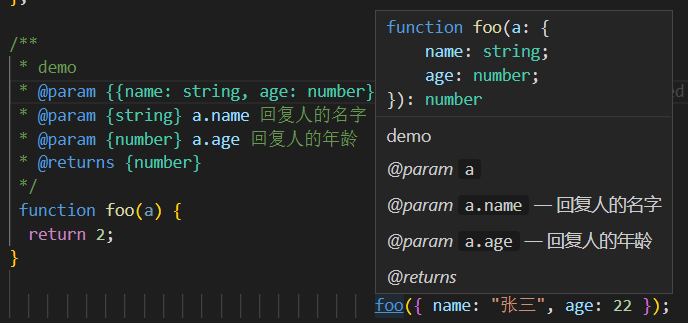 };
/**
* demo
* @param {{name: string, age: number}
* @param {string} a.name 回复人的名字
* @param {number} a.age 回复人的年龄
* @returns {number}
*/
function foo(a) {
return 2;
}
function foo(a: {
name: string;
age: number;
}): number
demo
@param a
@param a.name — 回复人的名字
@param a.age — 回复人的年龄
@returns
ed
foo({ name: "张三", age: 22 });